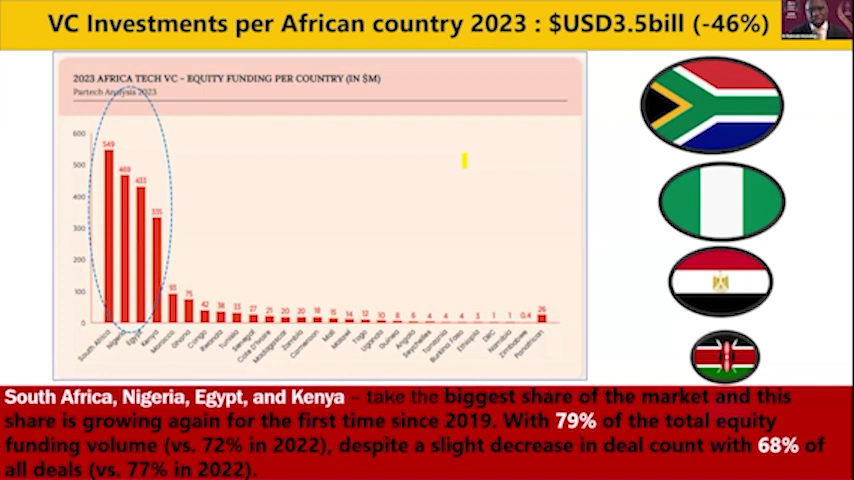 VC Investments per African country 2023 : $USD3.5bill (-46%)
2023 AFRICA TECH VC – EQUITY FUNDING PER COUNTRY (IN $M)
Partech Analysis 2023
600
500
400
300
200
100
0
549
468
433
335
93
75
42
38
33
27
21
20
20
18
15
14
12
10
8
6
4
4
4
3
1
1
0.4
26
South Africa
Nigeria
Egypt
Kenya
Morocco
Ghana
Congo
Rwanda
Tunisia
Senegal
Cote D'Ivoire
Madagascar
Zambia
Cameroon
Mali
Malawi
Togo
Uganda
Guinea
Angola
Seychelles
Tanzania
Burkina Faso
Ethiopia
DRC
Namibia
Zimbabwe
Panafrican
South Africa, Nigeria, Egypt, and Kenya – take the biggest share of the market and this
share is growing again for the first time since 2019. With 79% of the total equity
funding volume (vs. 72% in 2022), despite a slight decrease in deal count with 68% of
all deals (vs. 77% in 2022).